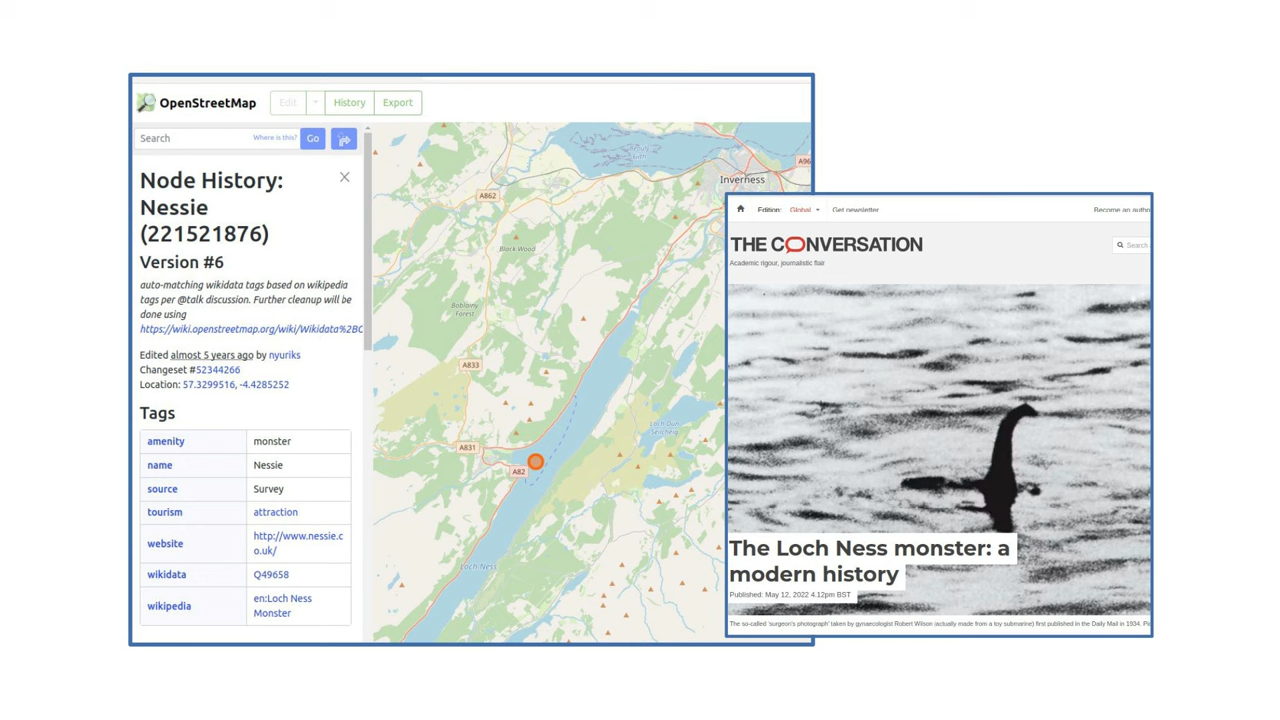 OpenStreetMap
Edit
History
Export
Search
Where is this?
Go
Node History:
Nessie
(221521876)
Version #6
auto-matching wikidata tags based on wikipedia
tags per @talk discussion. Further cleanup will be
done using
https://wiki.openstreetmap.org/wiki/Wikidata%2BC
Edited almost 5 years ago by nyuriks
Changeset #52344266
Location: 57.3299516, -4.4285252
Tags
amenity monster
name Nessie
source Survey
tourism attraction
website http://www.nessie.c
o.uk/
wikidata Q49658
wikipedia en:Loch Ness
Monster
Inverness
A96
A862
Black Wood
Boblainy
Forest
A833
Loch Dun
Seilcheig
A831
A82
Loch Ness
Edition: Global
Get newsletter
Become an autho
THE CONVERSATION
Academic rigour, journalistic flair
Search
The Loch Ness monster: a
modern history
Published: May 12, 2022 4.12pm BST
The so-called 'surgeon's photograph' taken by gynaecologist Robert Wilson (actually made from a toy submarine) first published in the Daily Mail in 1934. Pi